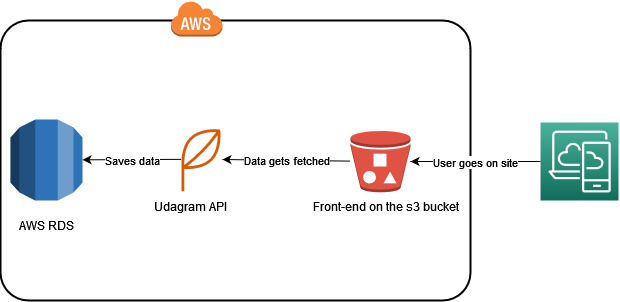 AWS
Saves data
Data gets fetched
User goes on site
Udagram API
Front-end on the s3 bucket
AWS RDS